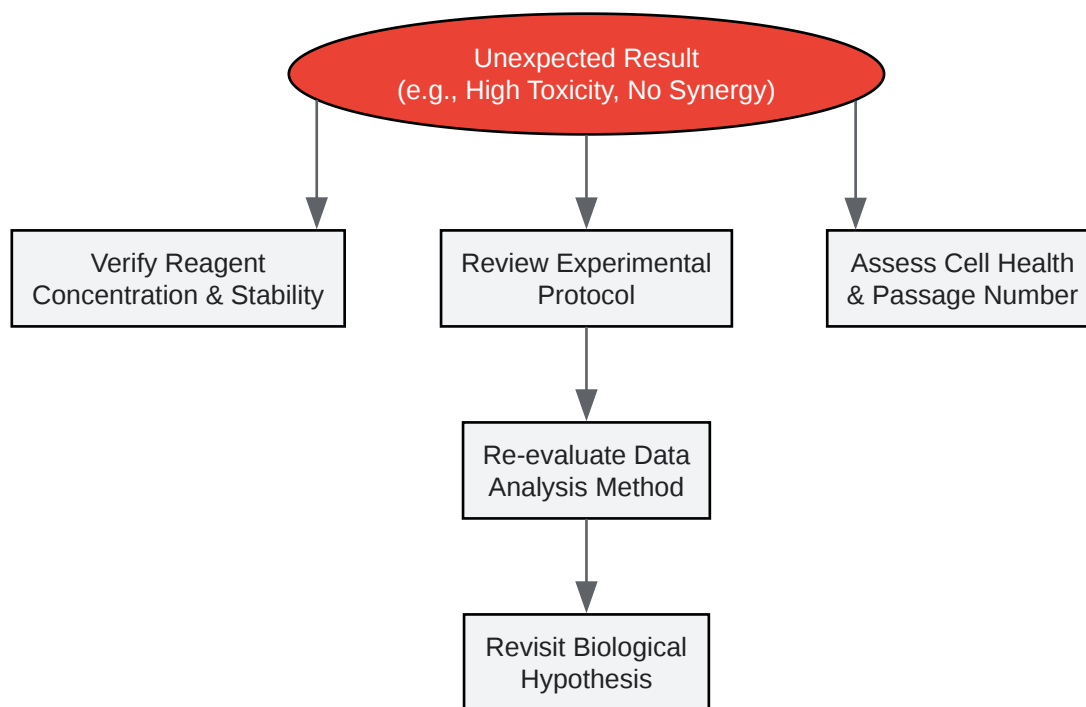 Unexpected Result
(e.g., High Toxicity, No Synergy)
Verify Reagent
Concentration & Stability
Review Experimental
Protocol
Assess Cell Health
& Passage Number
Re-evaluate Data
Analysis Method
Revisit Biological
Hypothesis